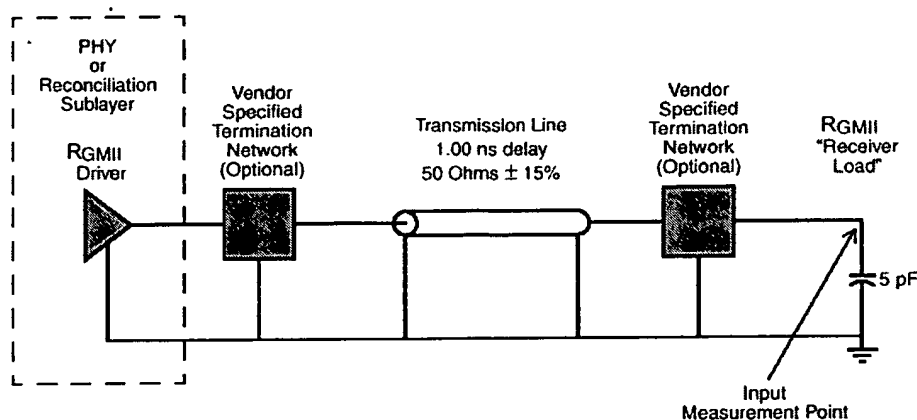 PHY
or
Reconciliation
Sublayer
RGMII
Driver
Vendor
Specified
Termination
Network
(Optional)
Transmission Line
1.00 ns delay
50 Ohms ± 15%
Vendor
Specified
Termination
Network
(Optional)
RGMII
"Receiver
Load"
5 pF
Input
Measurement Point